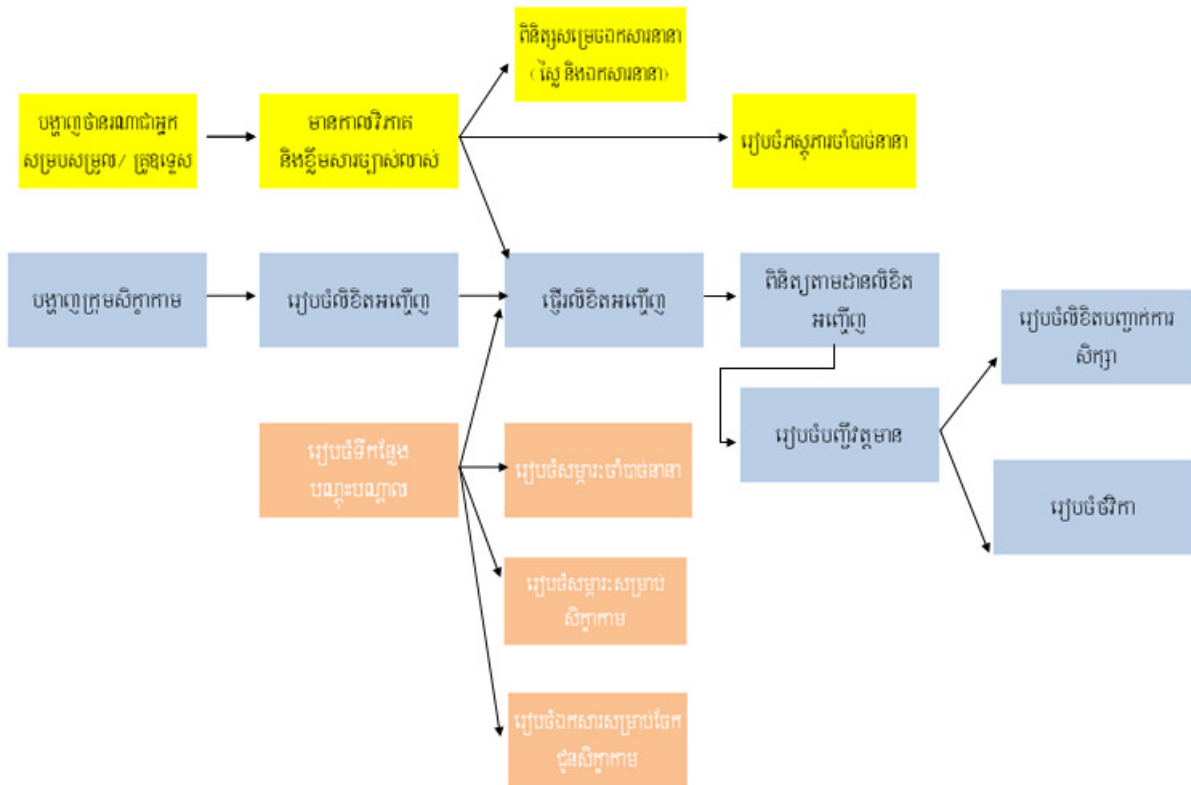 ពិនិត្យសម្រេចឯកសារនានា
(ស្លៃ និងឯកសារនានា)
បង្ហាញថានរណាជាអ្នក
សម្របសម្រួល/ គ្រូឧទ្ទេស
មានកាលវិភាគ
និងខ្លឹមសារច្បាស់លាស់
រៀបចំភស្តុភារចាំបាច់នានា
បង្ហាញក្រុមសិក្ខាកាម
រៀបចំលិខិតអញ្ជើញ
ផ្ញើរលិខិតអញ្ជើញ
ពិនិត្យតាមដានលិខិត
អញ្ជើញ
រៀបចំលិខិតបញ្ជាក់ការ
សិក្សា
រៀបចំទីកន្លែង
បណ្តុះបណ្តាល
រៀបចំសម្ភារៈចាំបាច់នានា
រៀបចំបញ្ជីវត្តមាន
រៀបចំថវិកា
រៀបចំសម្ភារៈសម្រាប់
សិក្ខាកាម
រៀបចំឯកសារសម្រាប់ចែក
ជូនសិក្ខាកាម